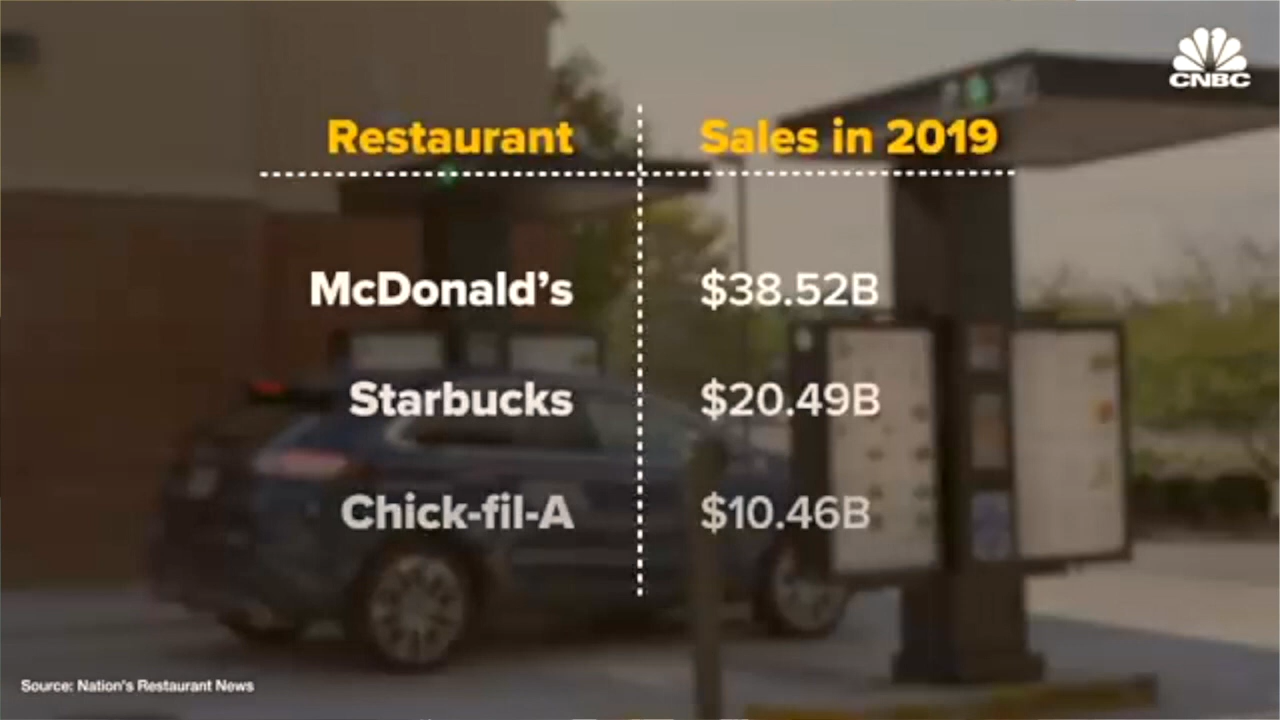 CNBC
Restaurant Sales in 2019
McDonald's $38.52B
Starbucks $20.49B
Chick-fil-A $10.46B
Source: Nation's Restaurant News